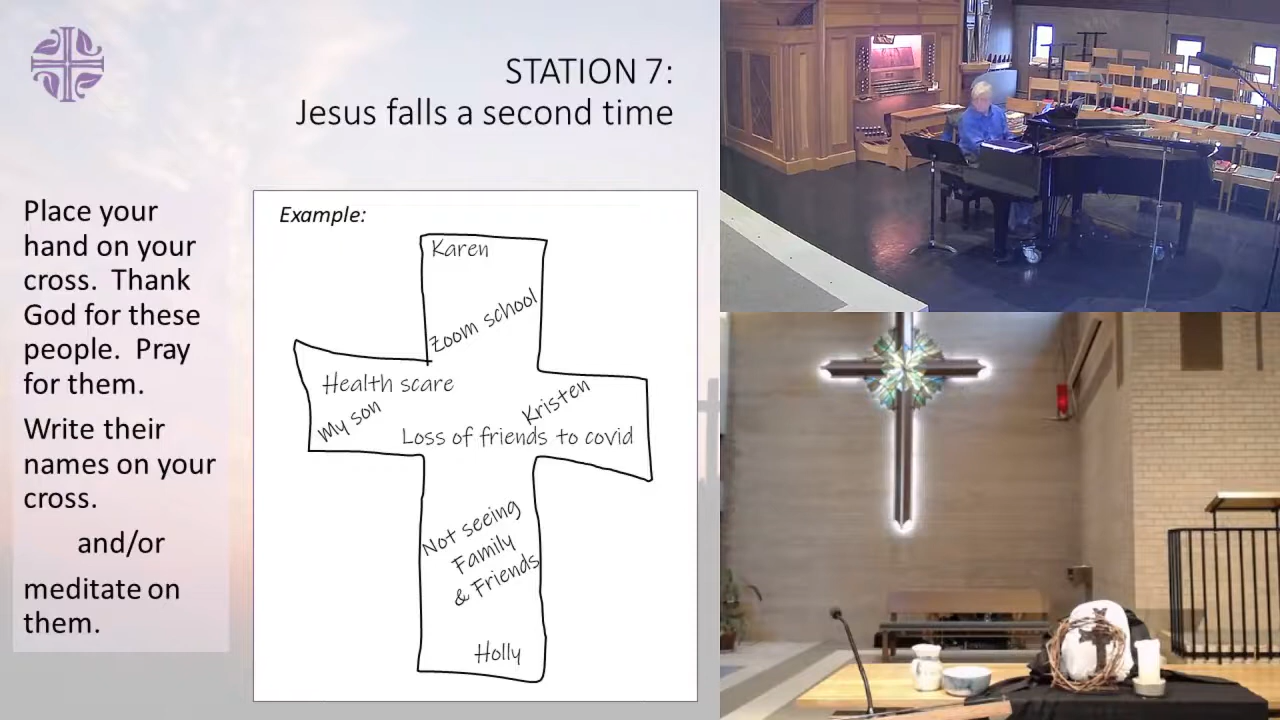 STATION 7:
Jesus falls a second time
Place your
hand on your
cross.  Thank
God for these
people.  Pray
for them.
Write their
names on your
cross.
and/or
meditate on
them.
Example:
Karen
Zoom school
Health scare
My son
Kristen
Loss of friends to covid
Not seeing
Family
& Friends
Holly